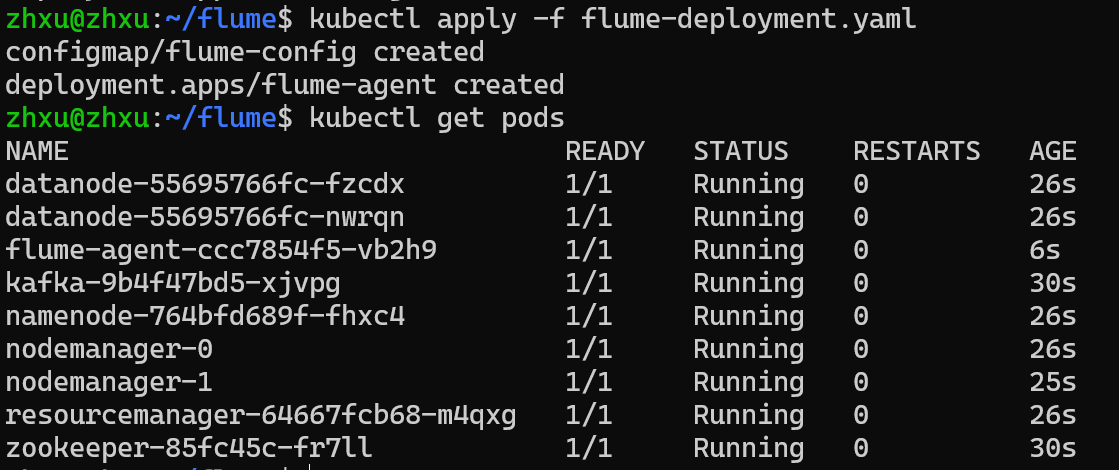 zhxu@zhxu:~/flume$ kubectl apply -f flume-deployment.yaml
configmap/flume-config created
deployment.apps/flume-agent created
zhxu@zhxu:~/flume$ kubectl get pods
NAME READY STATUS RESTARTS AGE
datanode-55695766fc-fzcdx 1/1 Running 0 26s
datanode-55695766fc-nwrqn 1/1 Running 0 26s
flume-agent-ccc7854f5-vb2h9 1/1 Running 0 6s
kafka-9b4f47bd5-xjvpg 1/1 Running 0 30s
namenode-764bfd689f-fhxc4 1/1 Running 0 26s
nodemanager-0 1/1 Running 0 26s
nodemanager-1 1/1 Running 0 25s
resourcemanager-64667fcb68-m4qxg 1/1 Running 0 26s
zookeeper-85fc45c-fr7ll 1/1 Running 0 30s